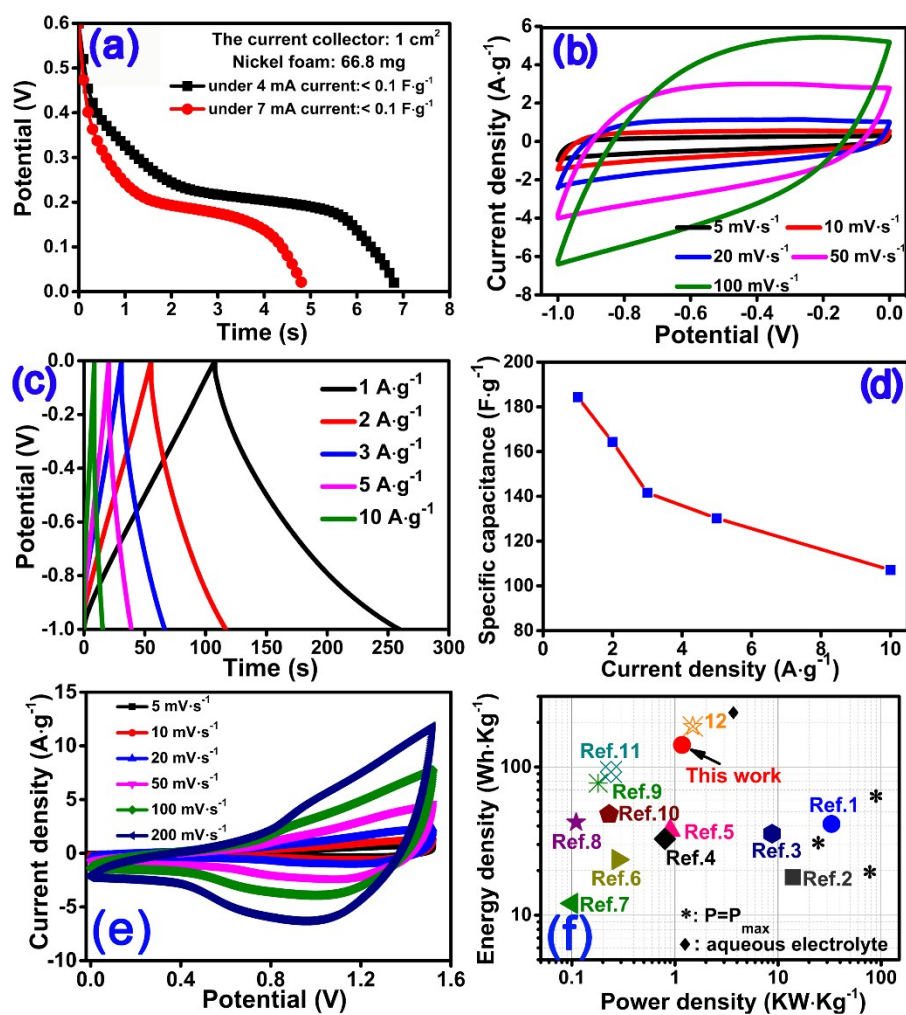 (a)
The current collector: 1 cm²
Nickel foam: 66.8 mg
under 4 mA current:< 0.1 F·g⁻¹
under 7 mA current:< 0.1 F·g⁻¹
Potential (V)
0.6
0.4
0.2
0.0
0 1 2 3 4 5 6 7 8
Time (s)
(b)
Current density (A·g⁻¹)
6
4
2
0
-2
-4
-6
-8
5 mV·s⁻¹ 10 mV·s⁻¹
20 mV·s⁻¹ 50 mV·s⁻¹
100 mV·s⁻¹
-1.0 -0.8 -0.6 -0.4 -0.2 0.0
Potential (V)
(c)
Potential (V)
0.0
-0.2
-0.4
-0.6
-0.8
-1.0
1 A·g⁻¹
2 A·g⁻¹
3 A·g⁻¹
5 A·g⁻¹
10 A·g⁻¹
0 50 100 150 200 250 300
Time (s)
(d)
Specific capacitance (F·g⁻¹)
200
180
160
140
120
100
80
0 2 4 6 8 10
Current density (A·g⁻¹)
(e)
Current density (A·g⁻¹)
15
10
5
0
-5
-10
5 mV·s⁻¹
10 mV·s⁻¹
20 mV·s⁻¹
50 mV·s⁻¹
100 mV·s⁻¹
200 mV·s⁻¹
0.0 0.4 0.8 1.2 1.6
Potential (V)
(f)
Energy density (Wh·Kg⁻¹)
100
10
12
This work
Ref.11
Ref.9
Ref.10
Ref.1
Ref.8
Ref.5
Ref.3
Ref.4
Ref.6
Ref.2
Ref.7
*: P=Pmax
♦: aqueous electrolyte
0.1 1 10 100
Power density (KW·Kg⁻¹)